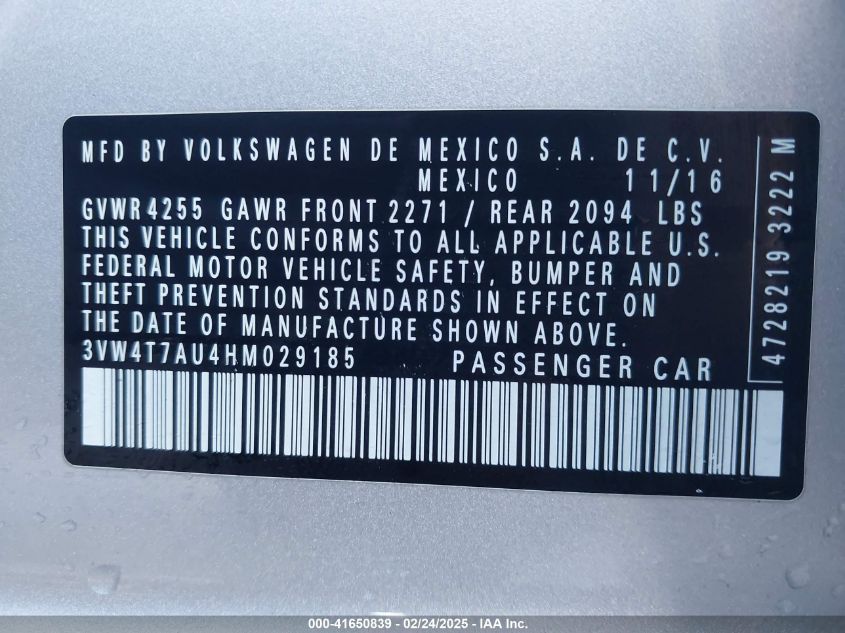 MFD BY VOLKSWAGEN DE MEXICO S.A. DE C.V.
MEXICO 11/16
GVWR 4255 GAWR FRONT 2271 / REAR 2094 LBS
THIS VEHICLE CONFORMS TO ALL APPLICABLE U.S.
FEDERAL MOTOR VEHICLE SAFETY, BUMPER AND
THEFT PREVENTION STANDARDS IN EFFECT ON
THE DATE OF MANUFACTURE SHOWN ABOVE.
3VW4T7AU4HM029185 PASSENGER CAR
4728219 3222 M
000-41650839 - 02/24/2025 - IAA Inc.